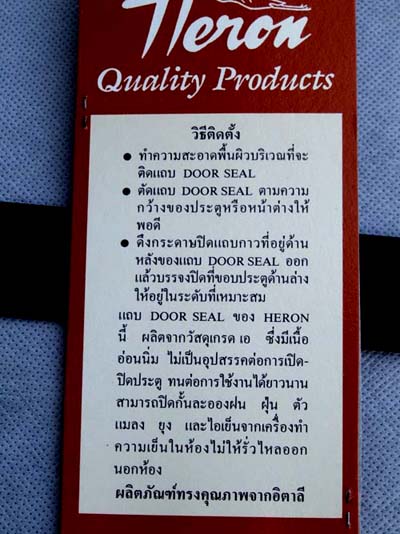 Heron
Quality Products
วิธีติดตั้ง
● ทำความสะอาดพื้นผิวบริเวณที่จะ
ติดแถบ DOOR SEAL
● ตัดแถบ DOOR SEAL ตามความ
กว้างของประตูหรือหน้าต่างให้
พอดี
● ดึงกระดาษปิดแถบกาวที่อยู่ด้าน
หลังของแถบ DOOR SEAL ออก
แล้วบรรจงปิดที่ขอบประตูด้านล่าง
ให้อยู่ในระดับที่เหมาะสม
แถบ DOOR SEAL ของ HERON
นี้ ผลิตจากวัสดุเกรด เอ ซึ่งมีเนื้อ
อ่อนนิ่ม ไม่เป็นอุปสรรคต่อการเปิด-
ปิดประตู ทนต่อการใช้งานได้ยาวนาน
สามารถปิดกั้นละอองฝน ฝุ่น ตัว
แมลง ยุง และไอเย็นจากเครื่องทำ
ความเย็นในห้องไม่ให้รั่วไหลออก
นอกห้อง
ผลิตภัณฑ์ทรงคุณภาพจากอิตาลี